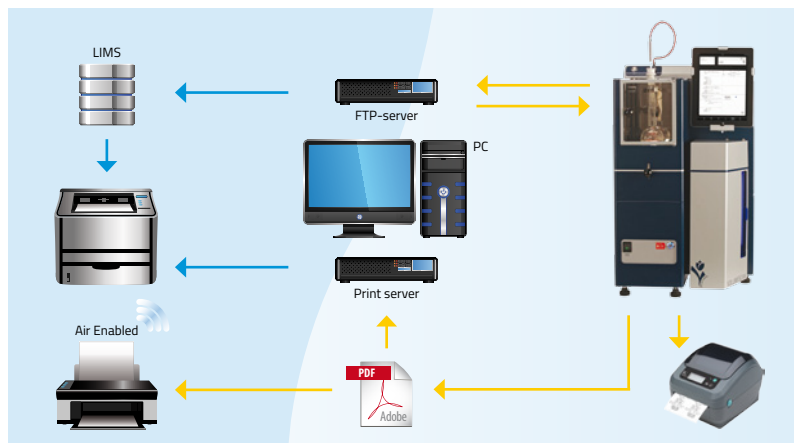 LIMS
FTP-server
PC
Print server
Air Enabled
PDF
Adobe